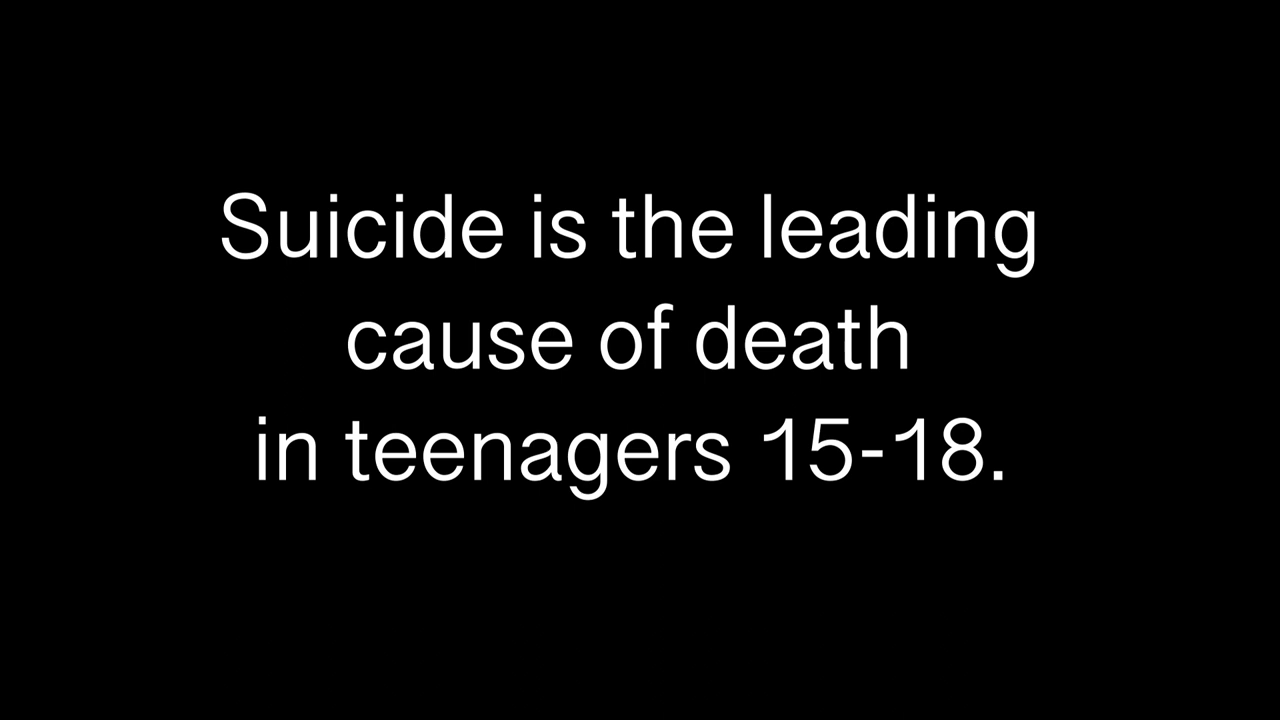 Suicide is the leading
cause of death
in teenagers 15-18.